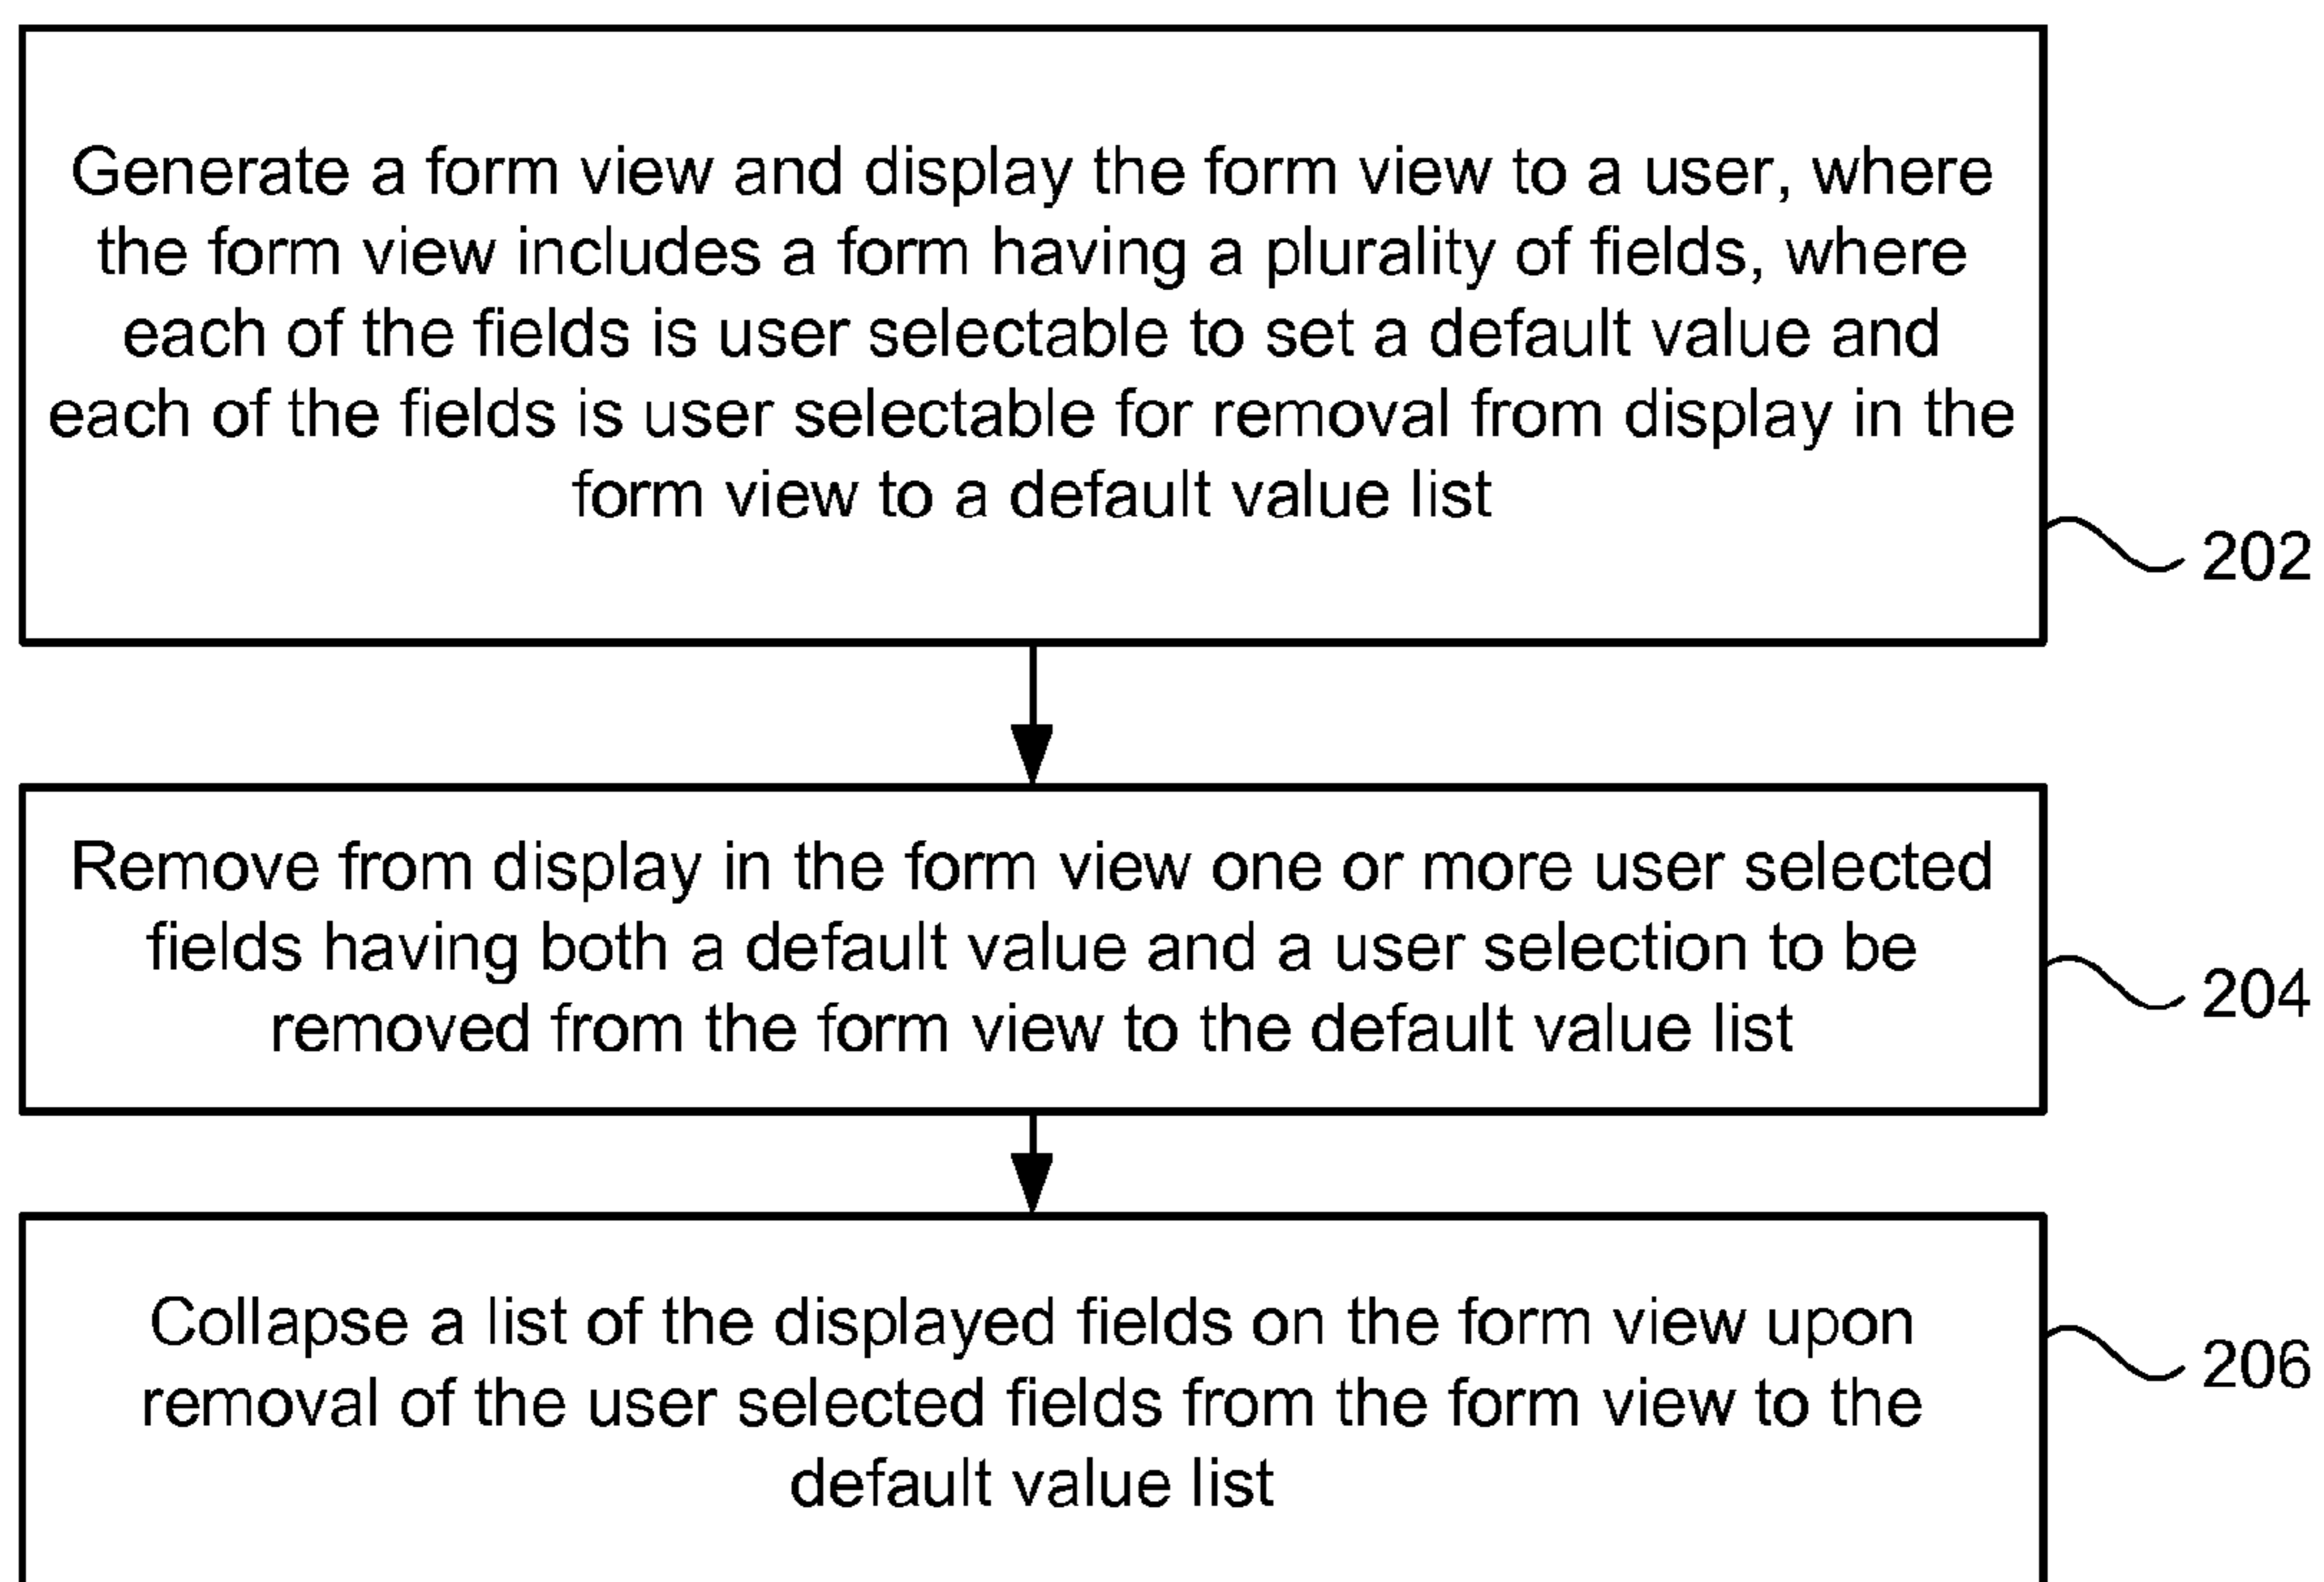 Generate a form view and display the form view to a user, where
the form view includes a form having a plurality of fields, where
each of the fields is user selectable to set a default value and
each of the fields is user selectable for removal from display in the
form view to a default value list
202
Remove from display in the form view one or more user selected
fields having both a default value and a user selection to be
removed from the form view to the default value list
204
Collapse a list of the displayed fields on the form view upon
removal of the user selected fields from the form view to the
default value list
206